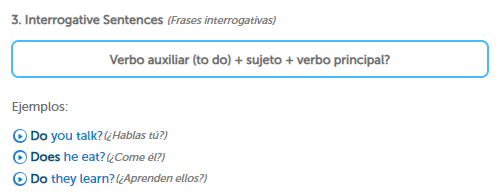 3. Interrogative Sentences (Frases interrogativas)
Verbo auxiliar (to do) + sujeto + verbo principal?
Ejemplos:
Do you talk? (¿Hablas tú?)
Does he eat? (¿Come él?)
Do they learn? (¿Aprenden ellos?)